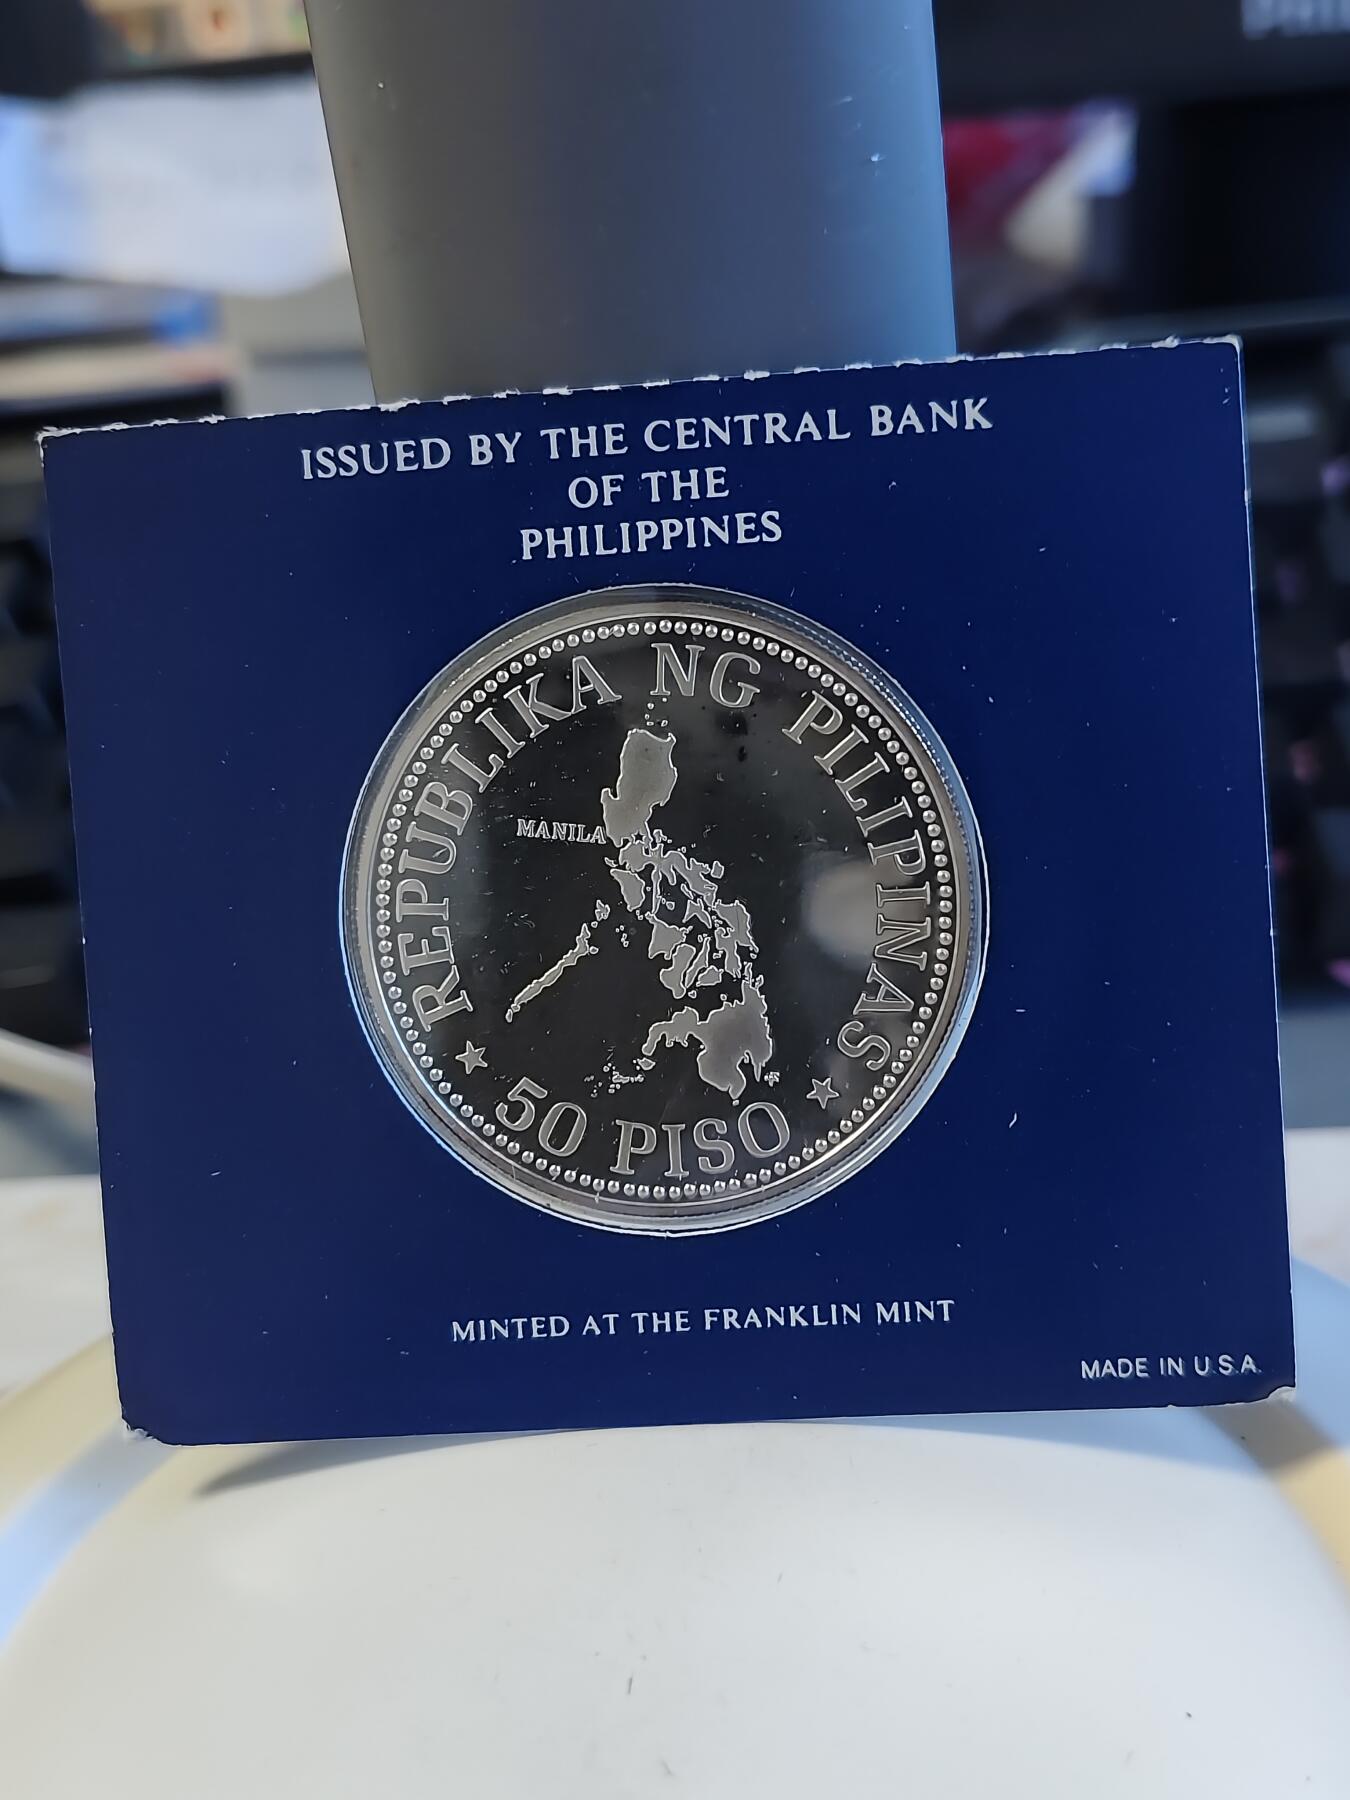 ISSUED BY THE CENTRAL BANK
OF THE
PHILIPPINES
REPUBLIKA NG PILIPINAS
MANILA
50 PISO
MINTED AT THE FRANKLIN MINT
MADE IN U.S.A.